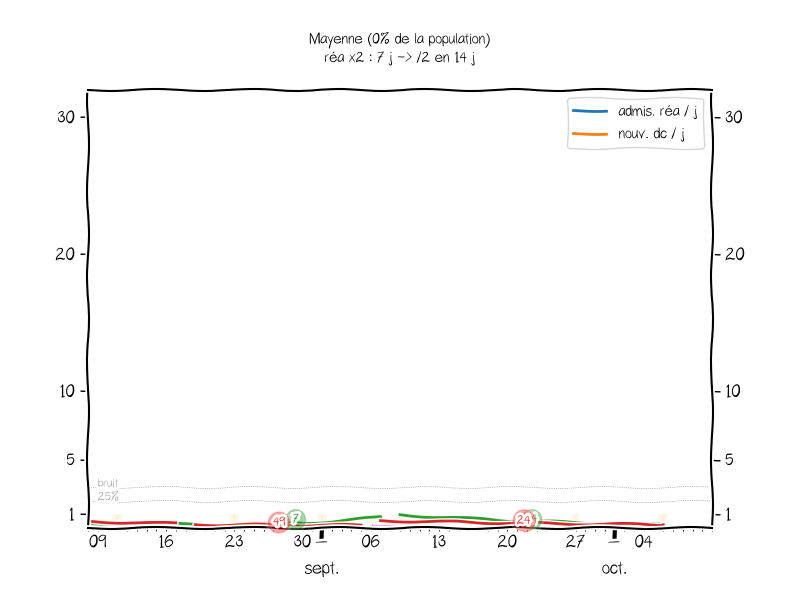 Mayenne (0% de la population)
réa x2 : 7 j -> /2 en 14 j
admis. réa / j
nouv. dc / j
30
30
20
20
10
10
5
5
bruit
25%
1
1
49
7
24
09 16 23 30 06 13 20 27 04
sept. oct.